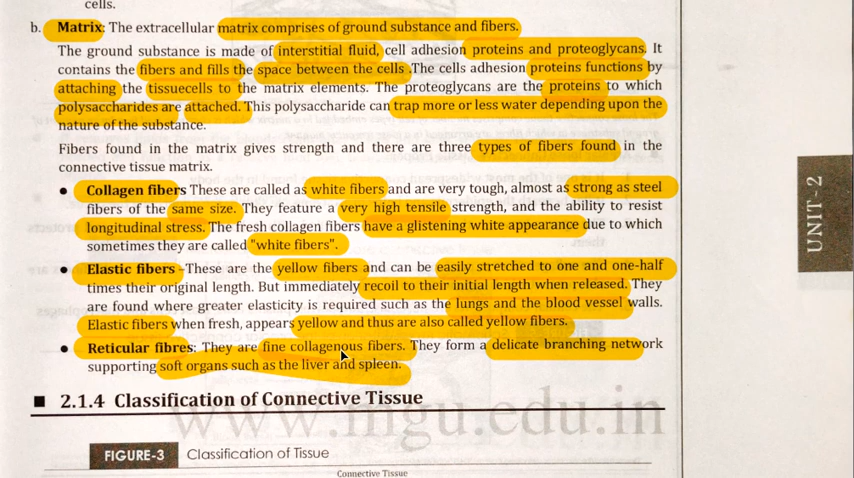 cells.
b. Matrix: The extracellular matrix comprises of ground substance and fibers.
The ground substance is made of interstitial fluid, cell adhesion proteins and proteoglycans. It
contains the fibers and fills the space between the cells .The cells adhesion proteins functions by
attaching the tissuecells to the matrix elements. The proteoglycans are the proteins to which
polysaccharides are attached. This polysaccharide can trap more or less water depending upon the
nature of the substance.
Fibers found in the matrix gives strength and there are three types of fibers found in the
connective tissue matrix.
● Collagen fibers These are called as white fibers and are very tough, almost as strong as steel
fibers of the same size. They feature a very high tensile strength, and the ability to resist
longitudinal stress. The fresh collagen fibers have a glistening white appearance due to which
sometimes they are called "white fibers".
● Elastic fibers –These are the yellow fibers and can be easily stretched to one and one-half
times their original length. But immediately recoil to their initial length when released. They
are found where greater elasticity is required such as the lungs and the blood vessel walls.
Elastic fibers when fresh, appears yellow and thus are also called yellow fibers.
● Reticular fibres: They are fine collagenous fibers. They form a delicate branching network
supporting soft organs such as the liver and spleen.
■ 2.1.4 Classification of Connective Tissue
www.mgu.edu.in
FIGURE-3 Classification of Tissue
Connective Tissue
UNIT-2